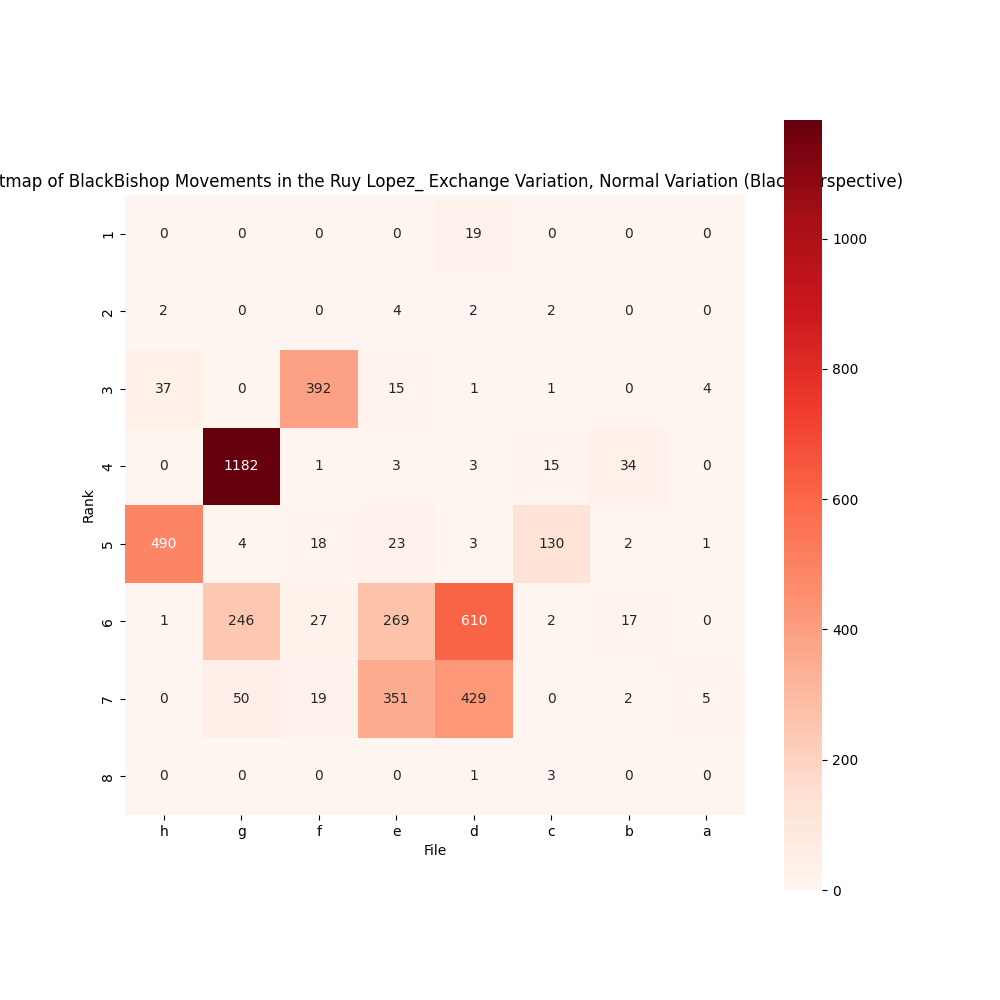 tmap of BlackBishop Movements in the Ruy Lopez_ Exchange Variation, Normal Variation (Blac rspective)
1 0 0 0 0 19 0 0 0
2 2 0 0 4 2 2 0 0
3 37 0 392 15 1 1 0 4
4 0 1182 1 3 3 15 34 0
5 490 4 18 23 3 130 2 1
6 1 246 27 269 610 2 17 0
7 0 50 19 351 429 0 2 5
8 0 0 0 0 1 3 0 0
h g f e d c b a
File
Rank
1000
800
600
400
200
0